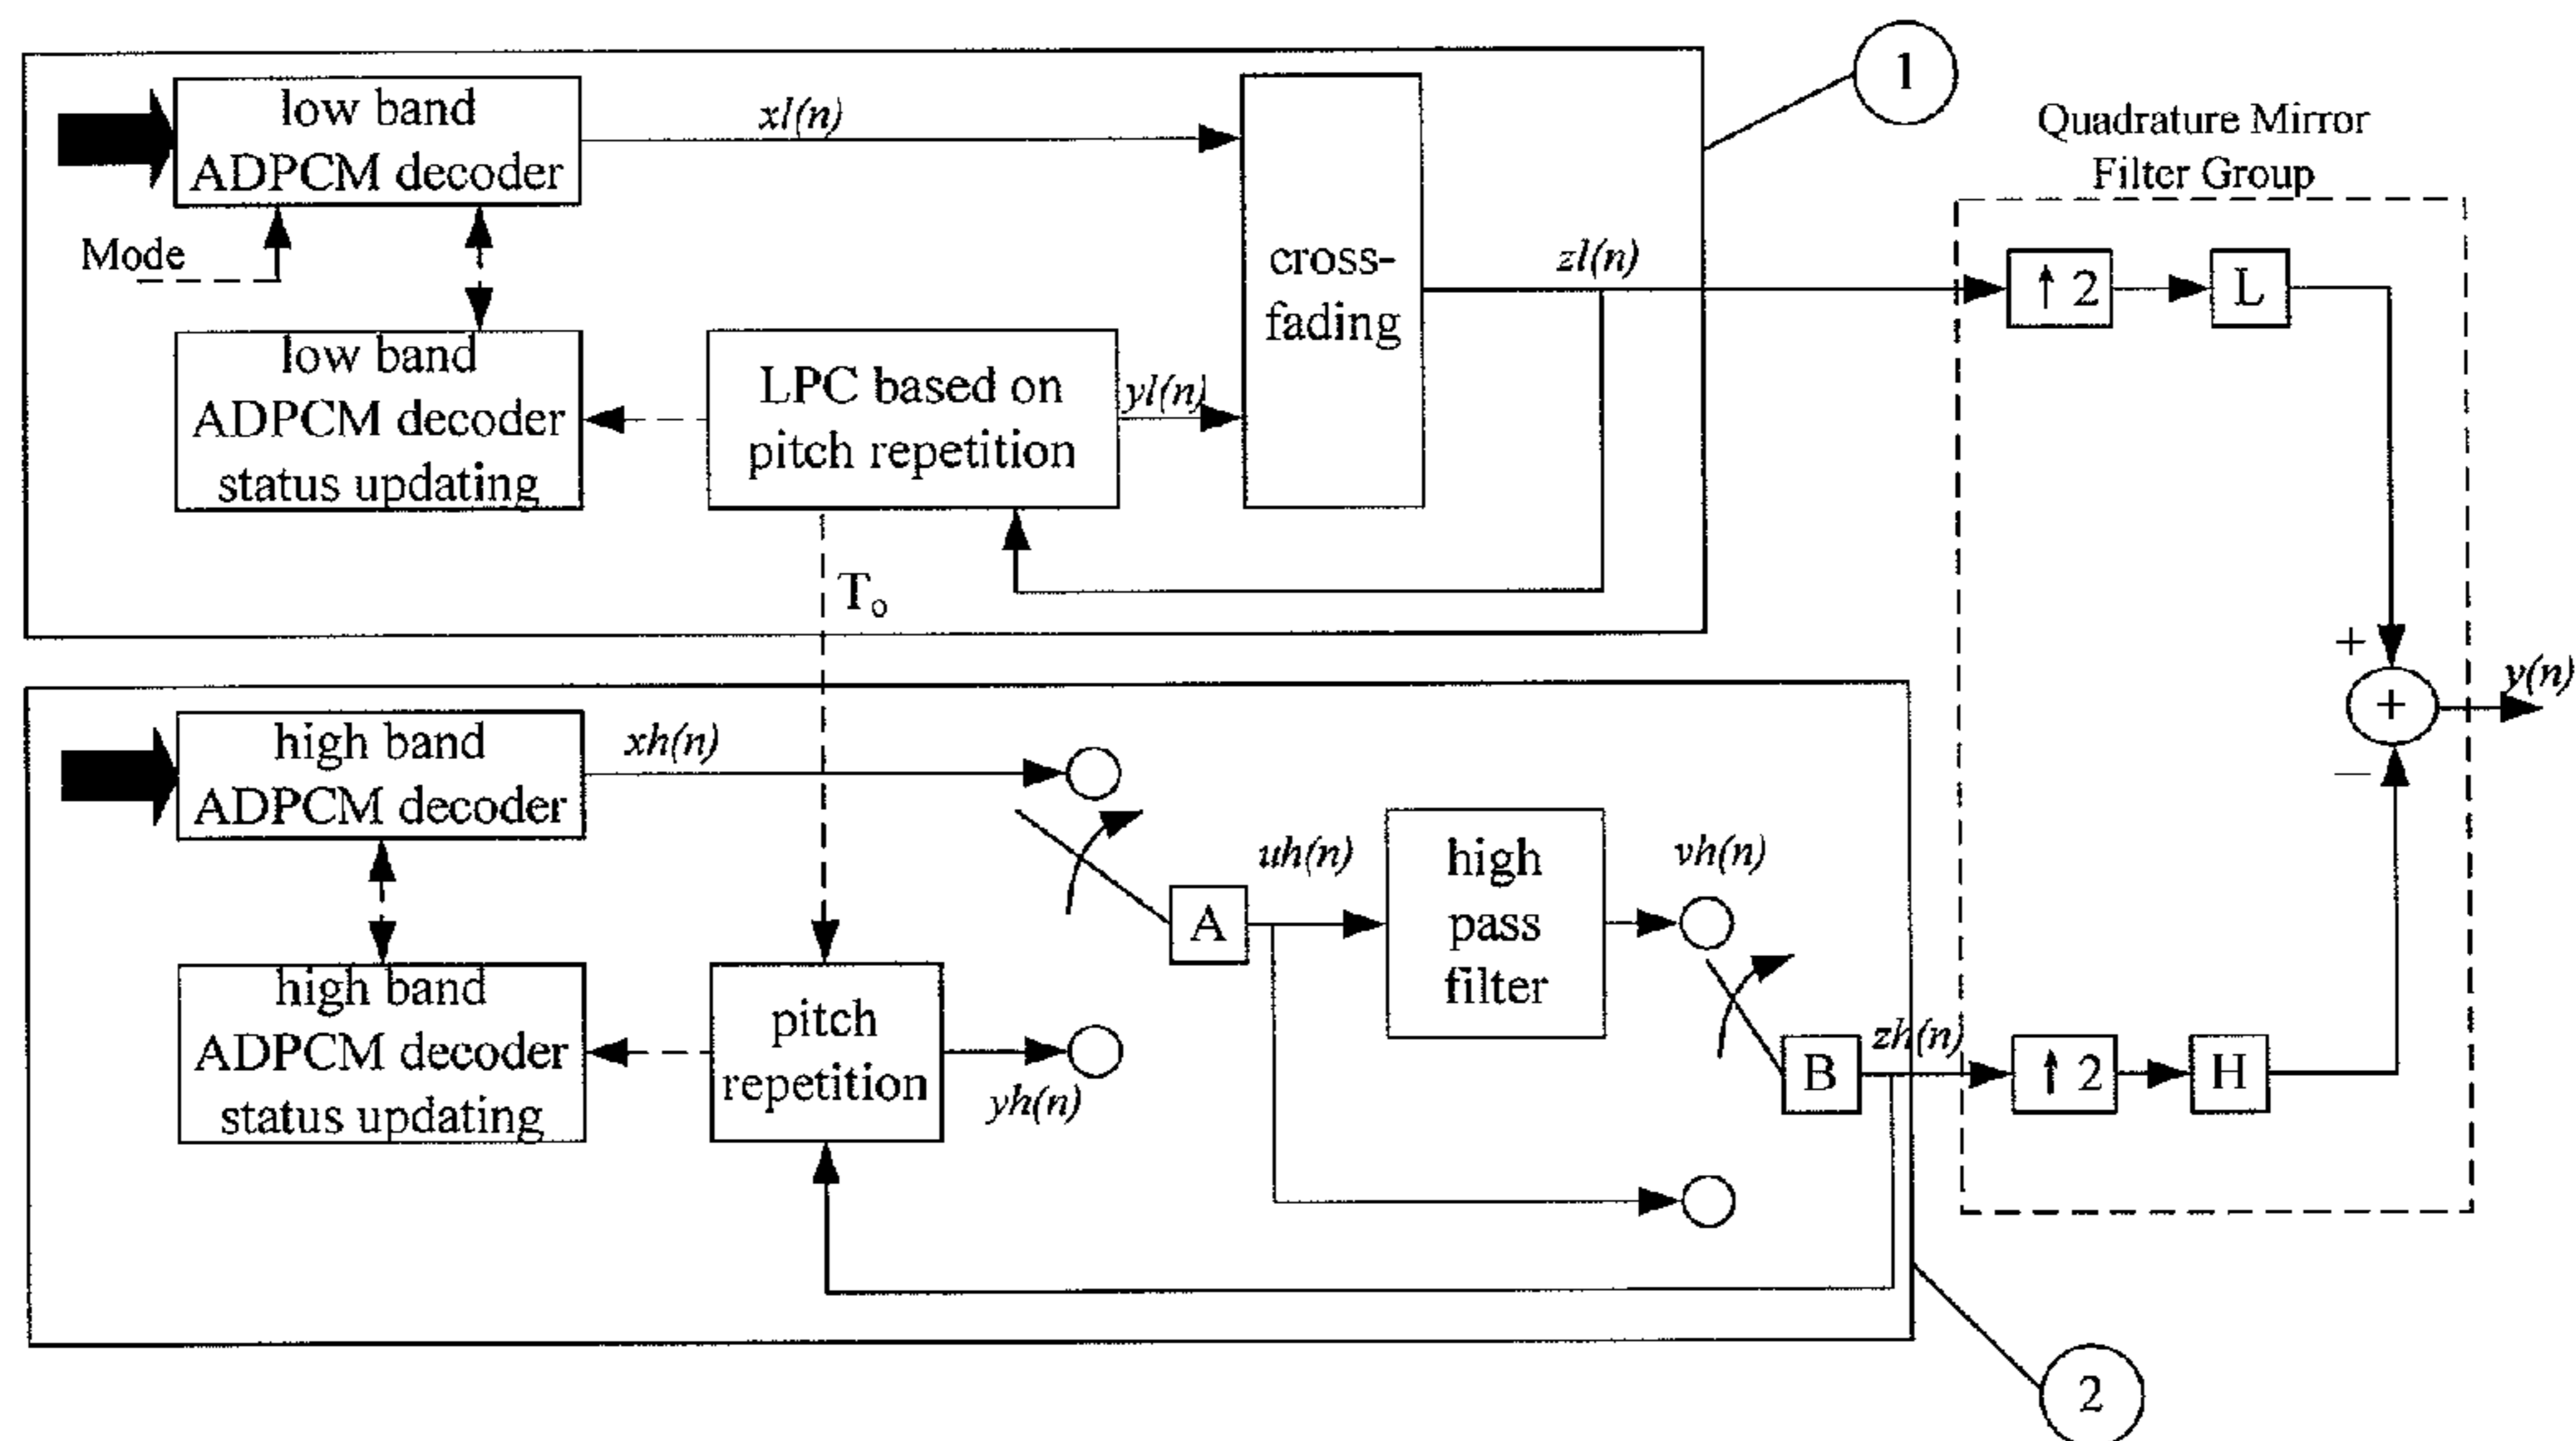 1
low band
ADPCM decoder
xl(n)
Quadrature Mirror
Filter Group
Mode
cross-
fading
zl(n)
↑ 2
L
low band
ADPCM decoder
status updating
LPC based on
pitch repetition
yl(n)
T₀
+
+
y(n)
−
high band
ADPCM decoder
xh(n)
A
uh(n)
high
pass
filter
vh(n)
high band
ADPCM decoder
status updating
pitch
repetition
yh(n)
B
zh(n)
↑ 2
H
2